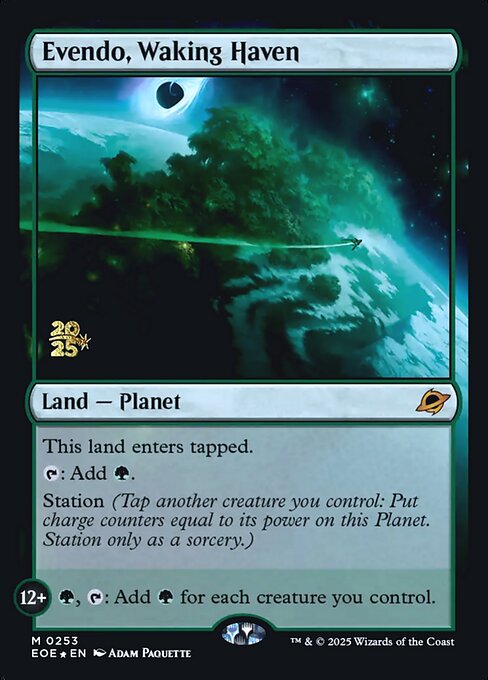 Evendo, Waking Haven
2025
Land — Planet
This land enters tapped.
: Add .
Station (Tap another creature you control: Put
charge counters equal to its power on this Planet.
Station only as a sorcery.)
12+ , : Add for each creature you control.
M 0253
EOE★EN Adam Paquette
™ & © 2025 Wizards of the Coast